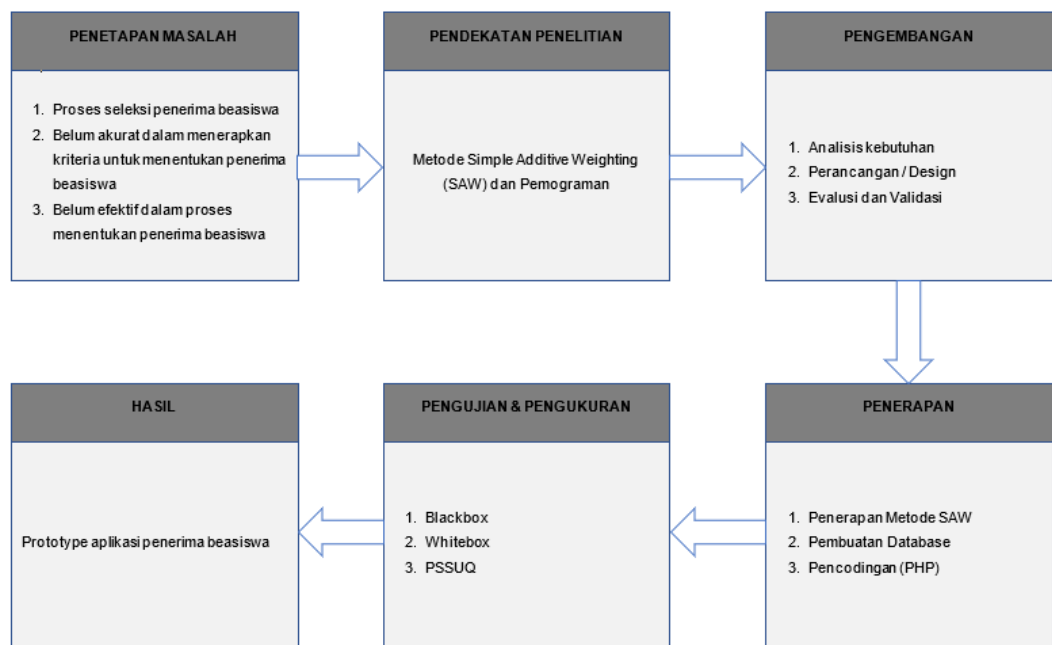 PENETAPAN MASALAH
1. Proses seleksi penerima beasiswa
2. Belum akurat dalam menerapkan
kriteria untuk menentukan penerima
beasiswa
3. Belum efektif dalam proses
menentukan penerima beasiswa
PENDEKATAN PENELITIAN
Metode Simple Additive Weighting
(SAW) dan Pemograman
PENGEMBANGAN
1. Analisis kebutuhan
2. Perancangan / Design
3. Evalusi dan Validasi
PENERAPAN
1. Penerapan Metode SAW
2. Pembuatan Database
3. Pencodingan (PHP)
PENGUJIAN & PENGUKURAN
1. Blackbox
2. Whitebox
3. PSSUQ
HASIL
Prototype aplikasi penerima beasiswa